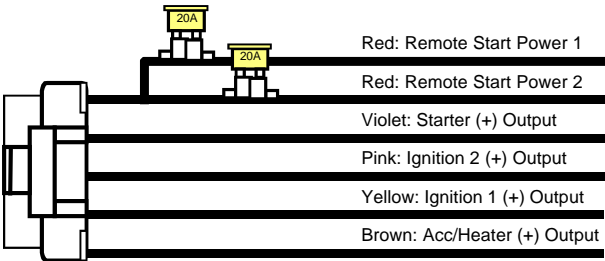 20A
20A
Red: Remote Start Power 1
Red: Remote Start Power 2
Violet: Starter (+) Output
Pink: Ignition 2 (+) Output
Yellow: Ignition 1 (+) Output
Brown: Acc/Heater (+) Output